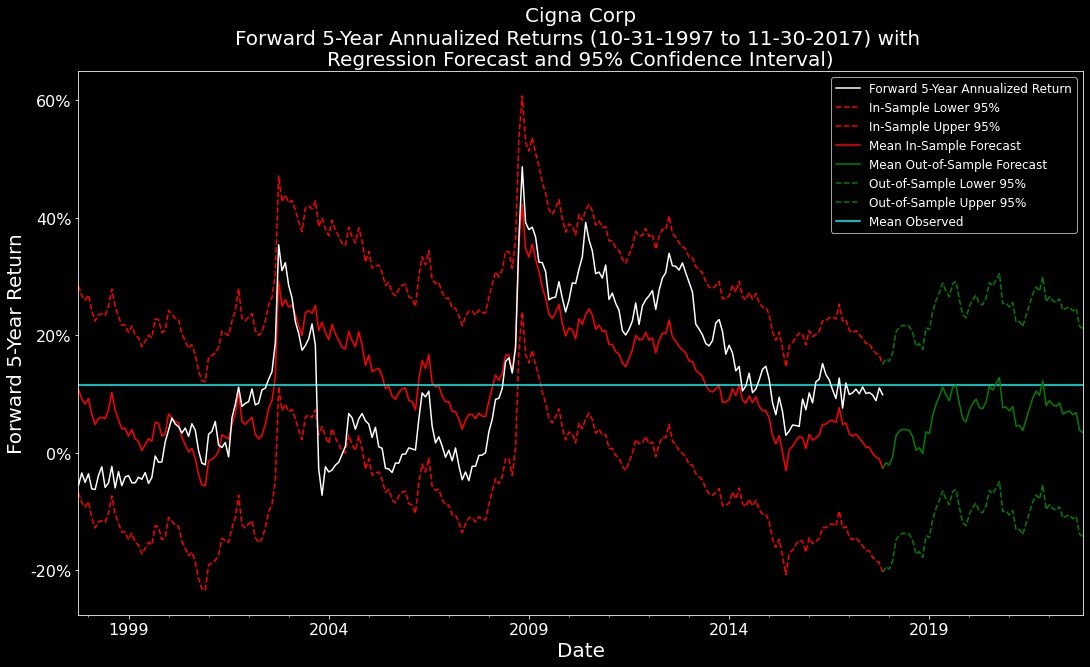 Cigna Corp
Forward 5-Year Annualized Returns (10-31-1997 to 11-30-2017) with
Regression Forecast and 95% Confidence Interval)
Forward 5-Year Annualized Return
In-Sample Lower 95%
In-Sample Upper 95%
Mean In-Sample Forecast
Mean Out-of-Sample Forecast
Out-of-Sample Lower 95%
Out-of-Sample Upper 95%
Mean Observed
Forward 5-Year Return
60%
40%
20%
0%
-20%
1999
2004
2009
2014
2019
Date